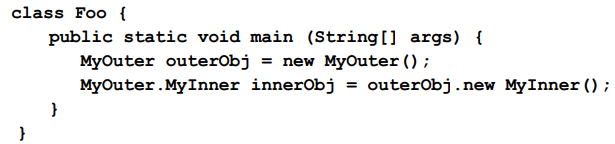 class Foo {
public static void main (String[] args) {
MyOuter outerObj = new MyOuter();
MyOuter.MyInner innerObj = outerObj.new MyInner();
}
}